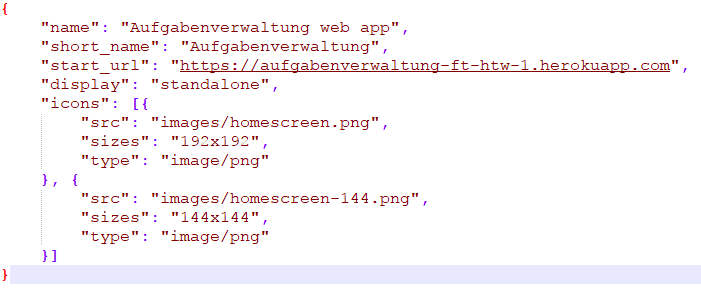 {
    "name": "Aufgabenverwaltung web app",
    "short_name": "Aufgabenverwaltung",
    "start_url": "https://aufgabenverwaltung-ft-htw-1.herokuapp.com",
    "display": "standalone",
    "icons": [{
        "src": "images/homescreen.png",
        "sizes": "192x192",
        "type": "image/png"
    }, {
        "src": "images/homescreen-144.png",
        "sizes": "144x144",
        "type": "image/png"
    }]
}